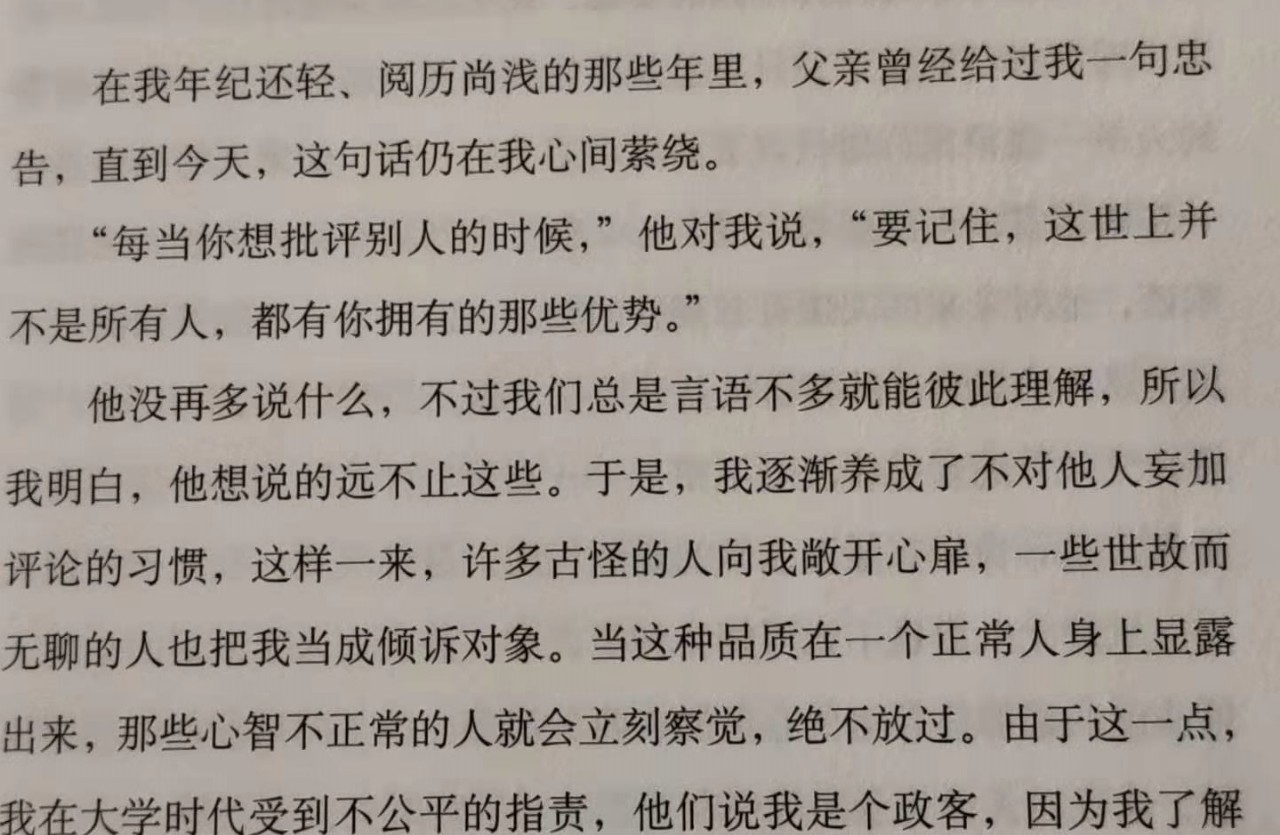 在我年纪还轻、阅历尚浅的那些年里，父亲曾经给过我一句忠
告，直到今天，这句话仍在我心间萦绕。
“每当你想批评别人的时候，”他对我说，“要记住，这世上并
不是所有人，都有你拥有的那些优势。”
他没再多说什么，不过我们总是言语不多就能彼此理解，所以
我明白，他想说的远不止这些。于是，我逐渐养成了不对他人妄加
评论的习惯，这样一来，许多古怪的人向我敞开心扉，一些世故而
无聊的人也把我当成倾诉对象。当这种品质在一个正常人身上显露
出来，那些心智不正常的人就会立刻察觉，绝不放过。由于这一点，
我在大学时代受到不公平的指责，他们说我是个政客，因为我了解